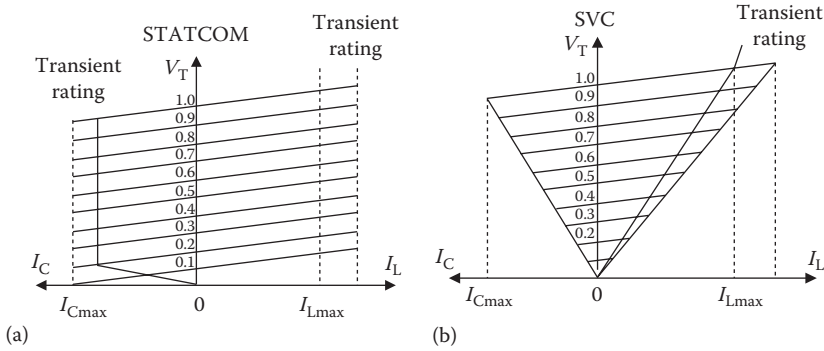 STATCOM
Transient
rating
Transient
rating
V_T
1.0
0.9
0.8
0.7
0.6
0.5
0.4
0.3
0.2
0.1
I_C
I_L
I_Cmax
0
I_Lmax
(a)
SVC
Transient
rating
V_T
1.0
0.9
0.8
0.7
0.6
0.5
0.4
0.3
0.2
I_C
I_L
I_Cmax
0
I_Lmax
(b)